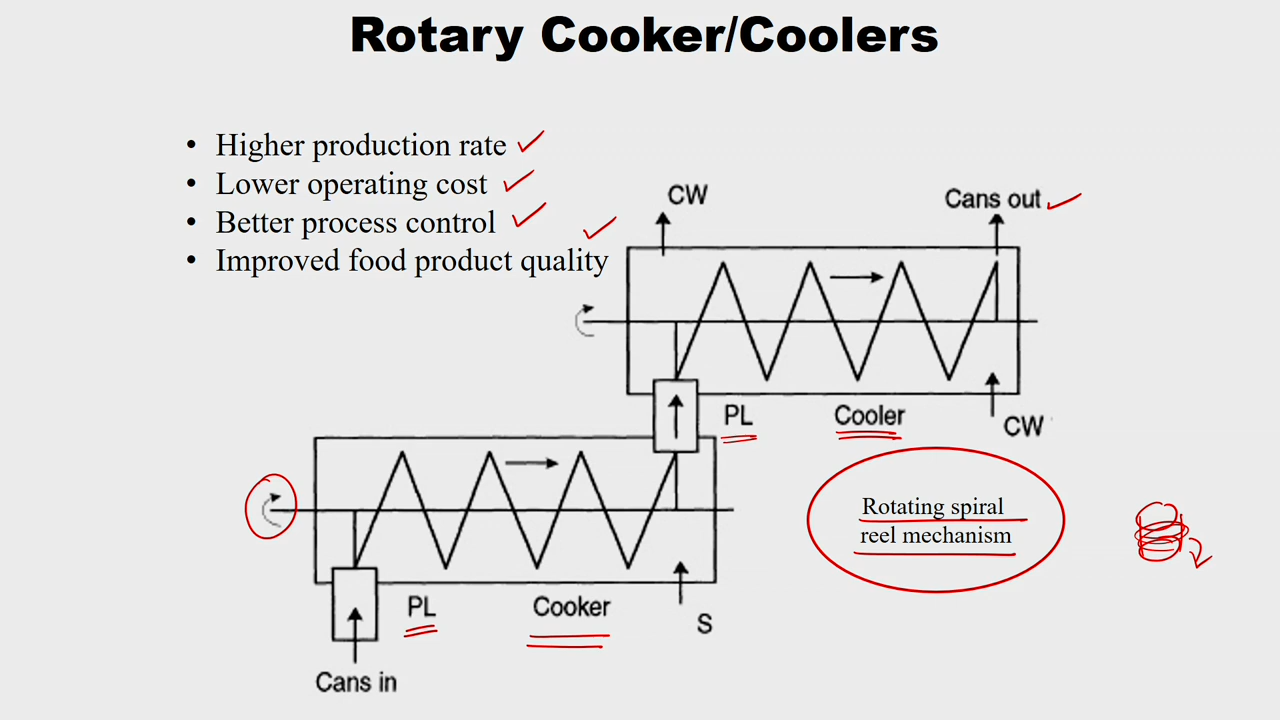 Rotary Cooker/Coolers
• Higher production rate
• Lower operating cost
• Better process control
• Improved food product quality
CW
Cans out
PL
Cooler
CW
Rotating spiral
reel mechanism
PL
Cooker
S
Cans in